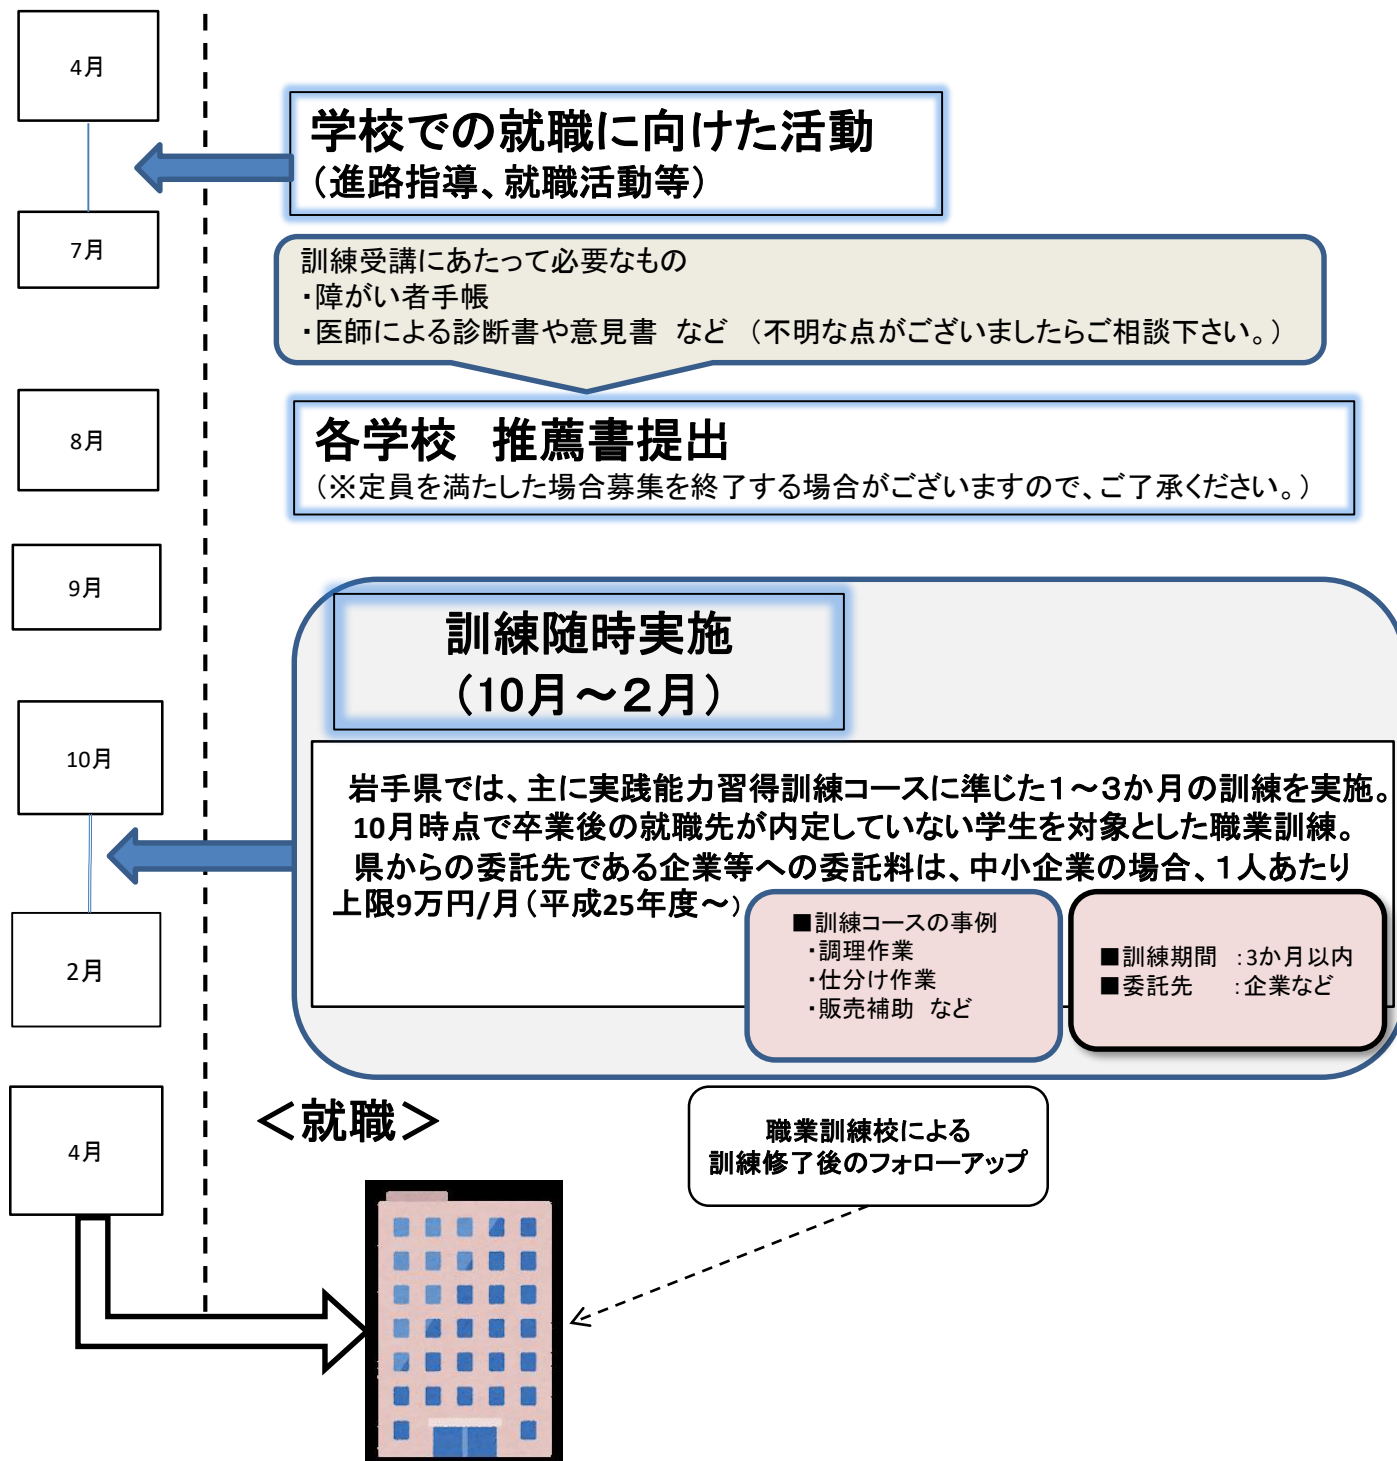 4月
学校での就職に向けた活動
（進路指導、就職活動等）
7月
訓練受講にあたって必要なもの
・障がい者手帳
・医師による診断書や意見書　など　（不明な点がございましたらご相談下さい。）
8月
各学校　推薦書提出
（※定員を満たした場合募集を終了する場合がございますので、ご了承ください。）
9月
訓練随時実施
（10月～２月）
10月
岩手県では、主に実践能力習得訓練コースに準じた１～３か月の訓練を実施。
10月時点で卒業後の就職先が内定していない学生を対象とした職業訓練。
県からの委託先である企業等への委託料は、中小企業の場合、１人あたり
上限9万円/月（平成25年度～）
■訓練コースの事例
・調理作業
・仕分け作業
・販売補助　など
■訓練期間　：3か月以内
■委託先　　：企業など
2月
4月
＜就職＞
職業訓練校による
訓練修了後のフォローアップ